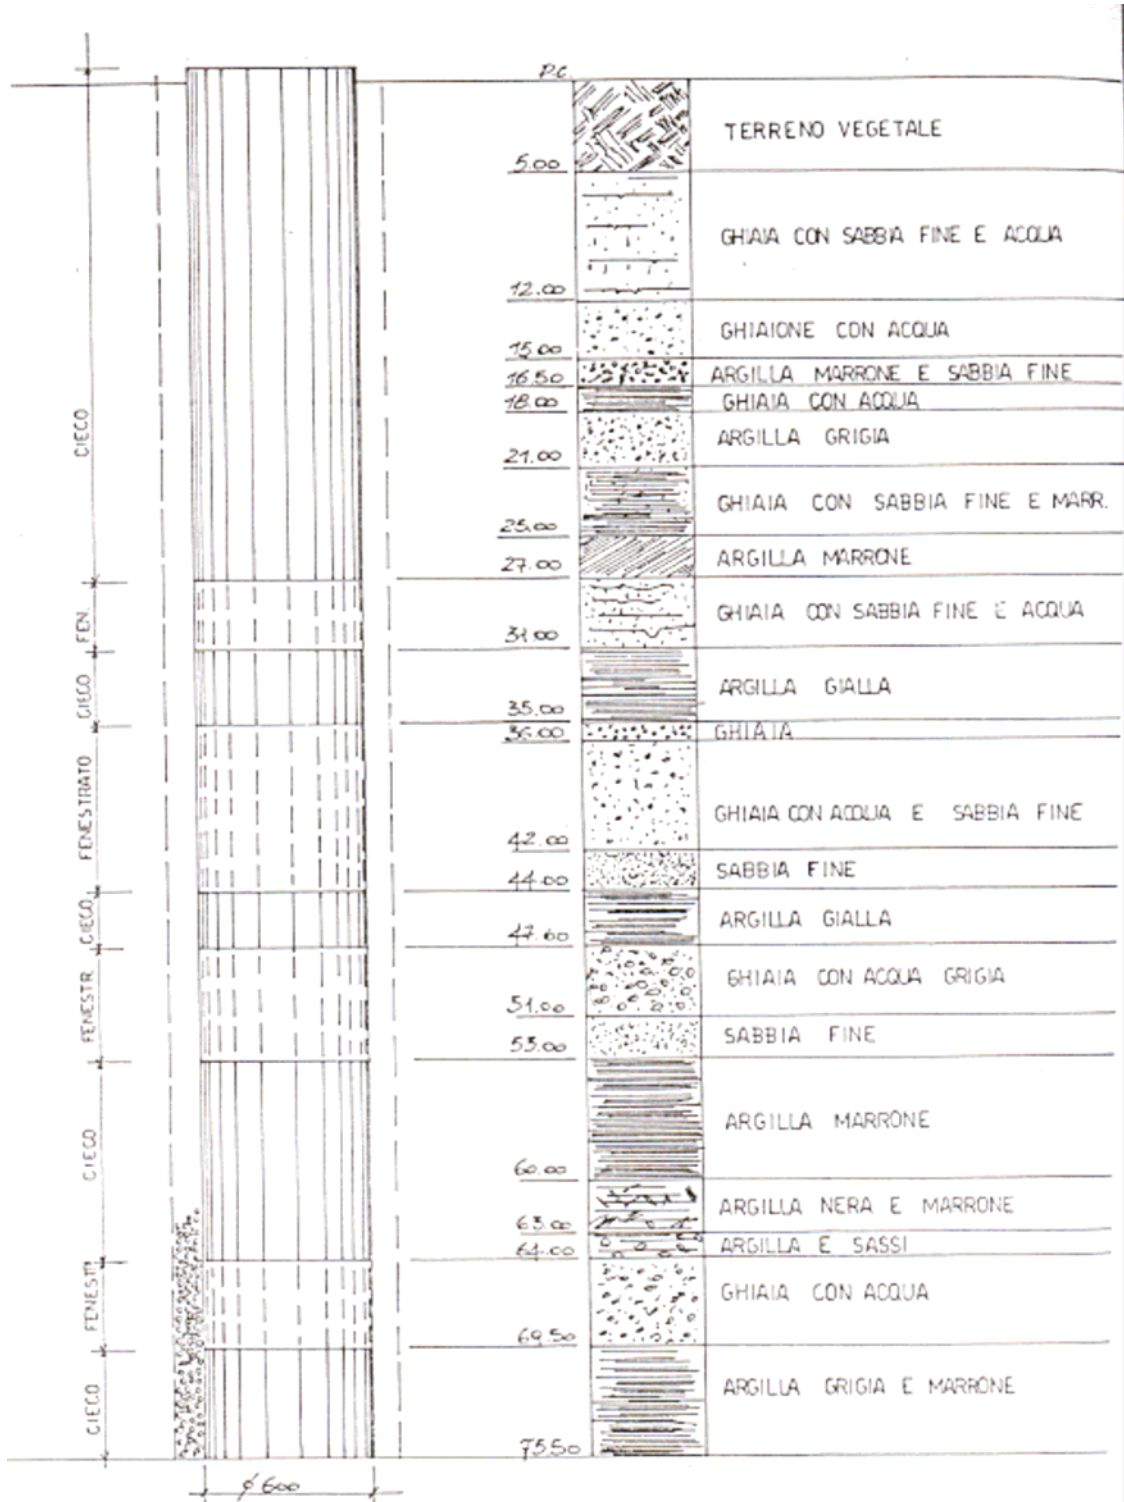 P.C.
TERRENO VEGETALE
5.00
GHIAIA CON SABBIA FINE E ACQUA
12.00
GHIAIONE CON ACQUA
15.00
ARGILLA MARRONE E SABBIA FINE
16.50
GHIAIA CON ACQUA
18.00
ARGILLA GRIGIA
21.00
GHIAIA CON SABBIA FINE E MARR.
25.00
ARGILLA MARRONE
27.00
GHIAIA CON SABBIA FINE E ACQUA
31.00
ARGILLA GIALLA
35.00
GHIAIA
36.00
GHIAIA CON ACQUA E SABBIA FINE
42.00
SABBIA FINE
44.00
ARGILLA GIALLA
47.60
GHIAIA CON ACQUA GRIGIA
51.00
SABBIA FINE
53.00
ARGILLA MARRONE
60.00
ARGILLA NERA E MARRONE
63.00
ARGILLA E SASSI
64.00
GHIAIA CON ACQUA
69.50
ARGILLA GRIGIA E MARRONE
75.50
CIECO
FEN.
CIECO
FENESTRATO
CIECO
FENESTR.
CIECO
FENESTR
CIECO
ø 600